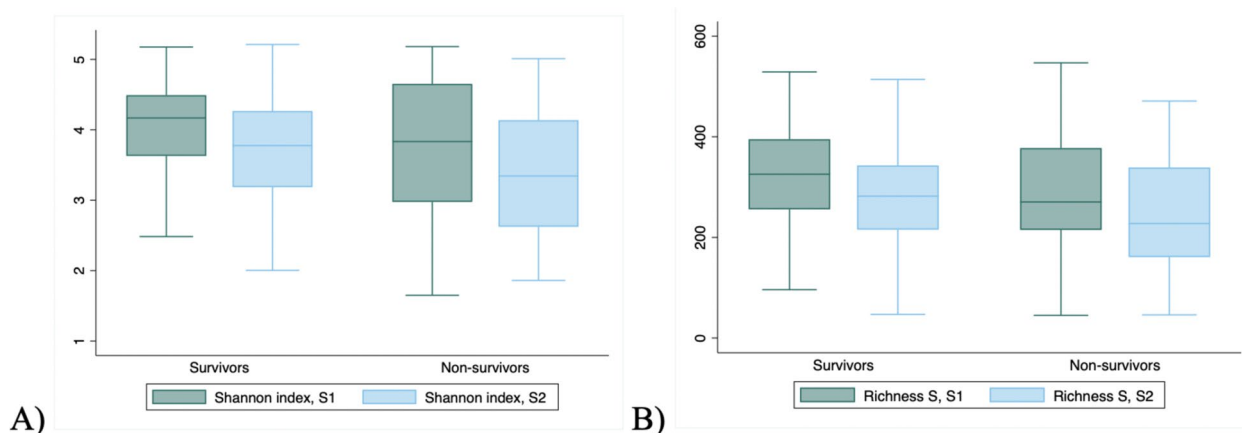 5
4
3
2
1
Survivors Non-survivors
Shannon index, S1 Shannon index, S2
A)
600
400
200
0
Survivors Non-survivors
Richness S, S1 Richness S, S2
B)